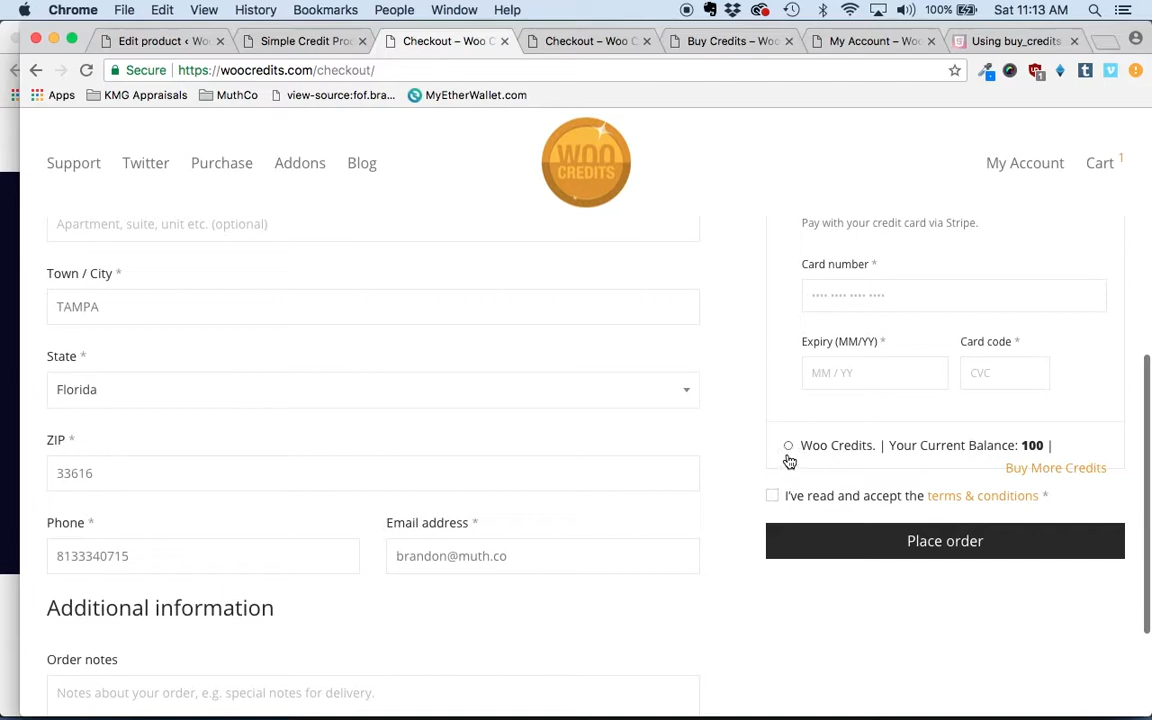 Chrome File Edit View History Bookmarks People Window Help 100% Sat 11:13 AM
Edit product ‹ Wo
Simple Credit Pro
Checkout – Woo C
Checkout – Woo C
Buy Credits – Woo
My Account – Woo
Using buy_credits
Secure https://woocredits.com/checkout/
Apps KMG Appraisals MuthCo view-source:fof.bra... MyEtherWallet.com
Support Twitter Purchase Addons Blog
WOO
CREDITS
My Account Cart 1
Apartment, suite, unit etc. (optional)
Town / City *
TAMPA
State *
Florida
ZIP *
33616
Phone *
8133340715
Email address *
brandon@muth.co
Additional information
Order notes
Notes about your order, e.g. special notes for delivery.
Pay with your credit card via Stripe.
Card number *
•••• •••• •••• ••••
Expiry (MM/YY) *
MM / YY
Card code *
CVC
Woo Credits. | Your Current Balance: 100 |
Buy More Credits
I've read and accept the terms & conditions *
Place order